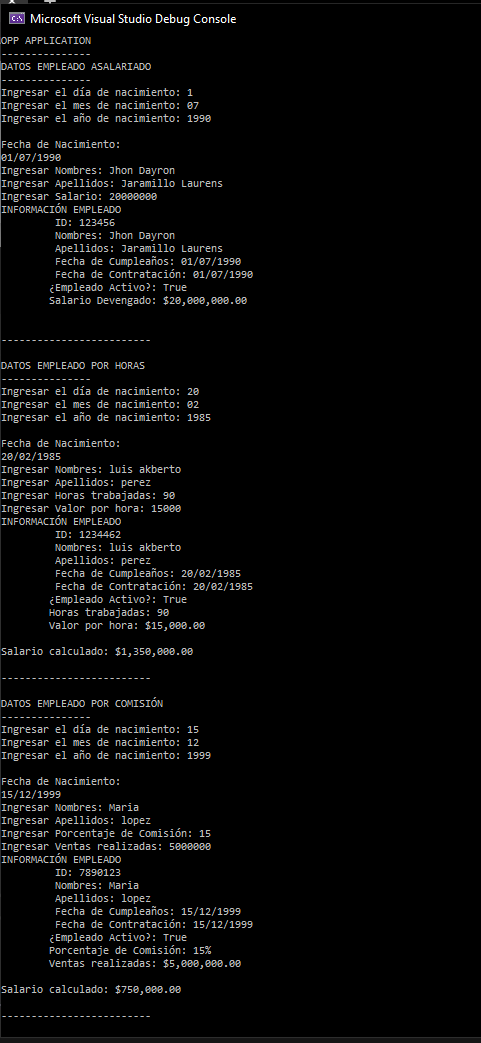 Microsoft Visual Studio Debug Console
OPP APPLICATION
---------------
DATOS EMPLEADO ASALARIADO
---------------
Ingresar el día de nacimiento: 1
Ingresar el mes de nacimiento: 07
Ingresar el año de nacimiento: 1990
Fecha de Nacimiento:
01/07/1990
Ingresar Nombres: Jhon Dayron
Ingresar Apellidos: Jaramillo Laurens
Ingresar Salario: 20000000
INFORMACIÓN EMPLEADO
ID: 123456
Nombres: Jhon Dayron
Apellidos: Jaramillo Laurens
Fecha de Cumpleaños: 01/07/1990
Fecha de Contratación: 01/07/1990
¿Empleado Activo?: True
Salario Devengado: $20,000,000.00
-------------------------
DATOS EMPLEADO POR HORAS
---------------
Ingresar el día de nacimiento: 20
Ingresar el mes de nacimiento: 02
Ingresar el año de nacimiento: 1985
Fecha de Nacimiento:
20/02/1985
Ingresar Nombres: luis akberto
Ingresar Apellidos: perez
Ingresar Horas trabajadas: 90
Ingresar Valor por hora: 15000
INFORMACIÓN EMPLEADO
ID: 1234462
Nombres: luis akberto
Apellidos: perez
Fecha de Cumpleaños: 20/02/1985
Fecha de Contratación: 20/02/1985
¿Empleado Activo?: True
Horas trabajadas: 90
Valor por hora: $15,000.00
Salario calculado: $1,350,000.00
-------------------------
DATOS EMPLEADO POR COMISIÓN
---------------
Ingresar el día de nacimiento: 15
Ingresar el mes de nacimiento: 12
Ingresar el año de nacimiento: 1999
Fecha de Nacimiento:
15/12/1999
Ingresar Nombres: Maria
Ingresar Apellidos: lopez
Ingresar Porcentaje de Comisión: 15
Ingresar Ventas realizadas: 5000000
INFORMACIÓN EMPLEADO
ID: 7890123
Nombres: Maria
Apellidos: lopez
Fecha de Cumpleaños: 15/12/1999
Fecha de Contratación: 15/12/1999
¿Empleado Activo?: True
Porcentaje de Comisión: 15%
Ventas realizadas: $5,000,000.00
Salario calculado: $750,000.00
-------------------------